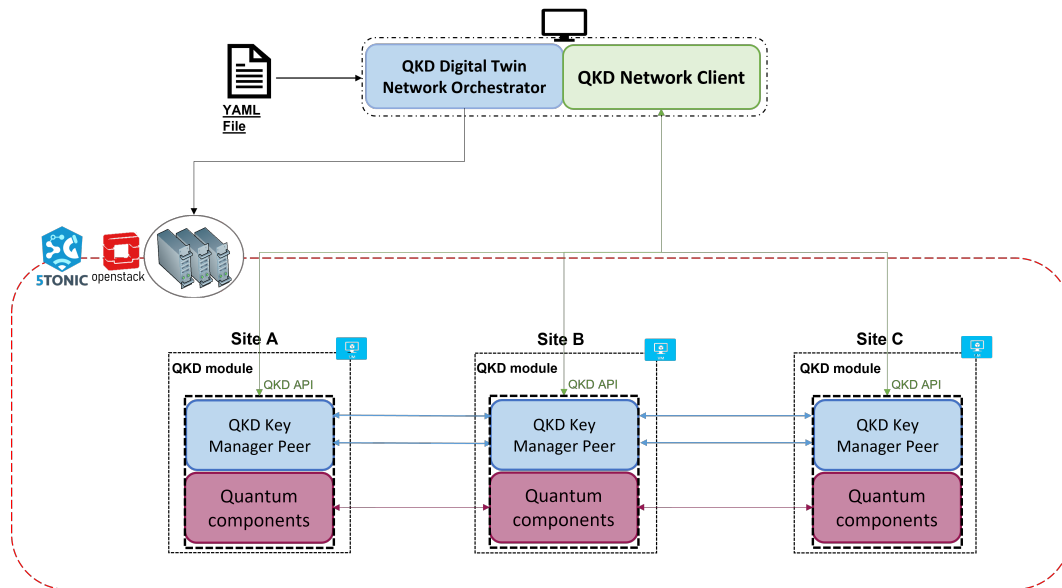 QKD Digital Twin
Network Orchestrator
QKD Network Client
YAML
File
5TONIC
openstack
Site A
Site B
Site C
QKD module
QKD module
QKD module
QKD API
QKD API
QKD API
QKD Key
Manager Peer
QKD Key
Manager Peer
QKD Key
Manager Peer
Quantum
components
Quantum
components
Quantum
components